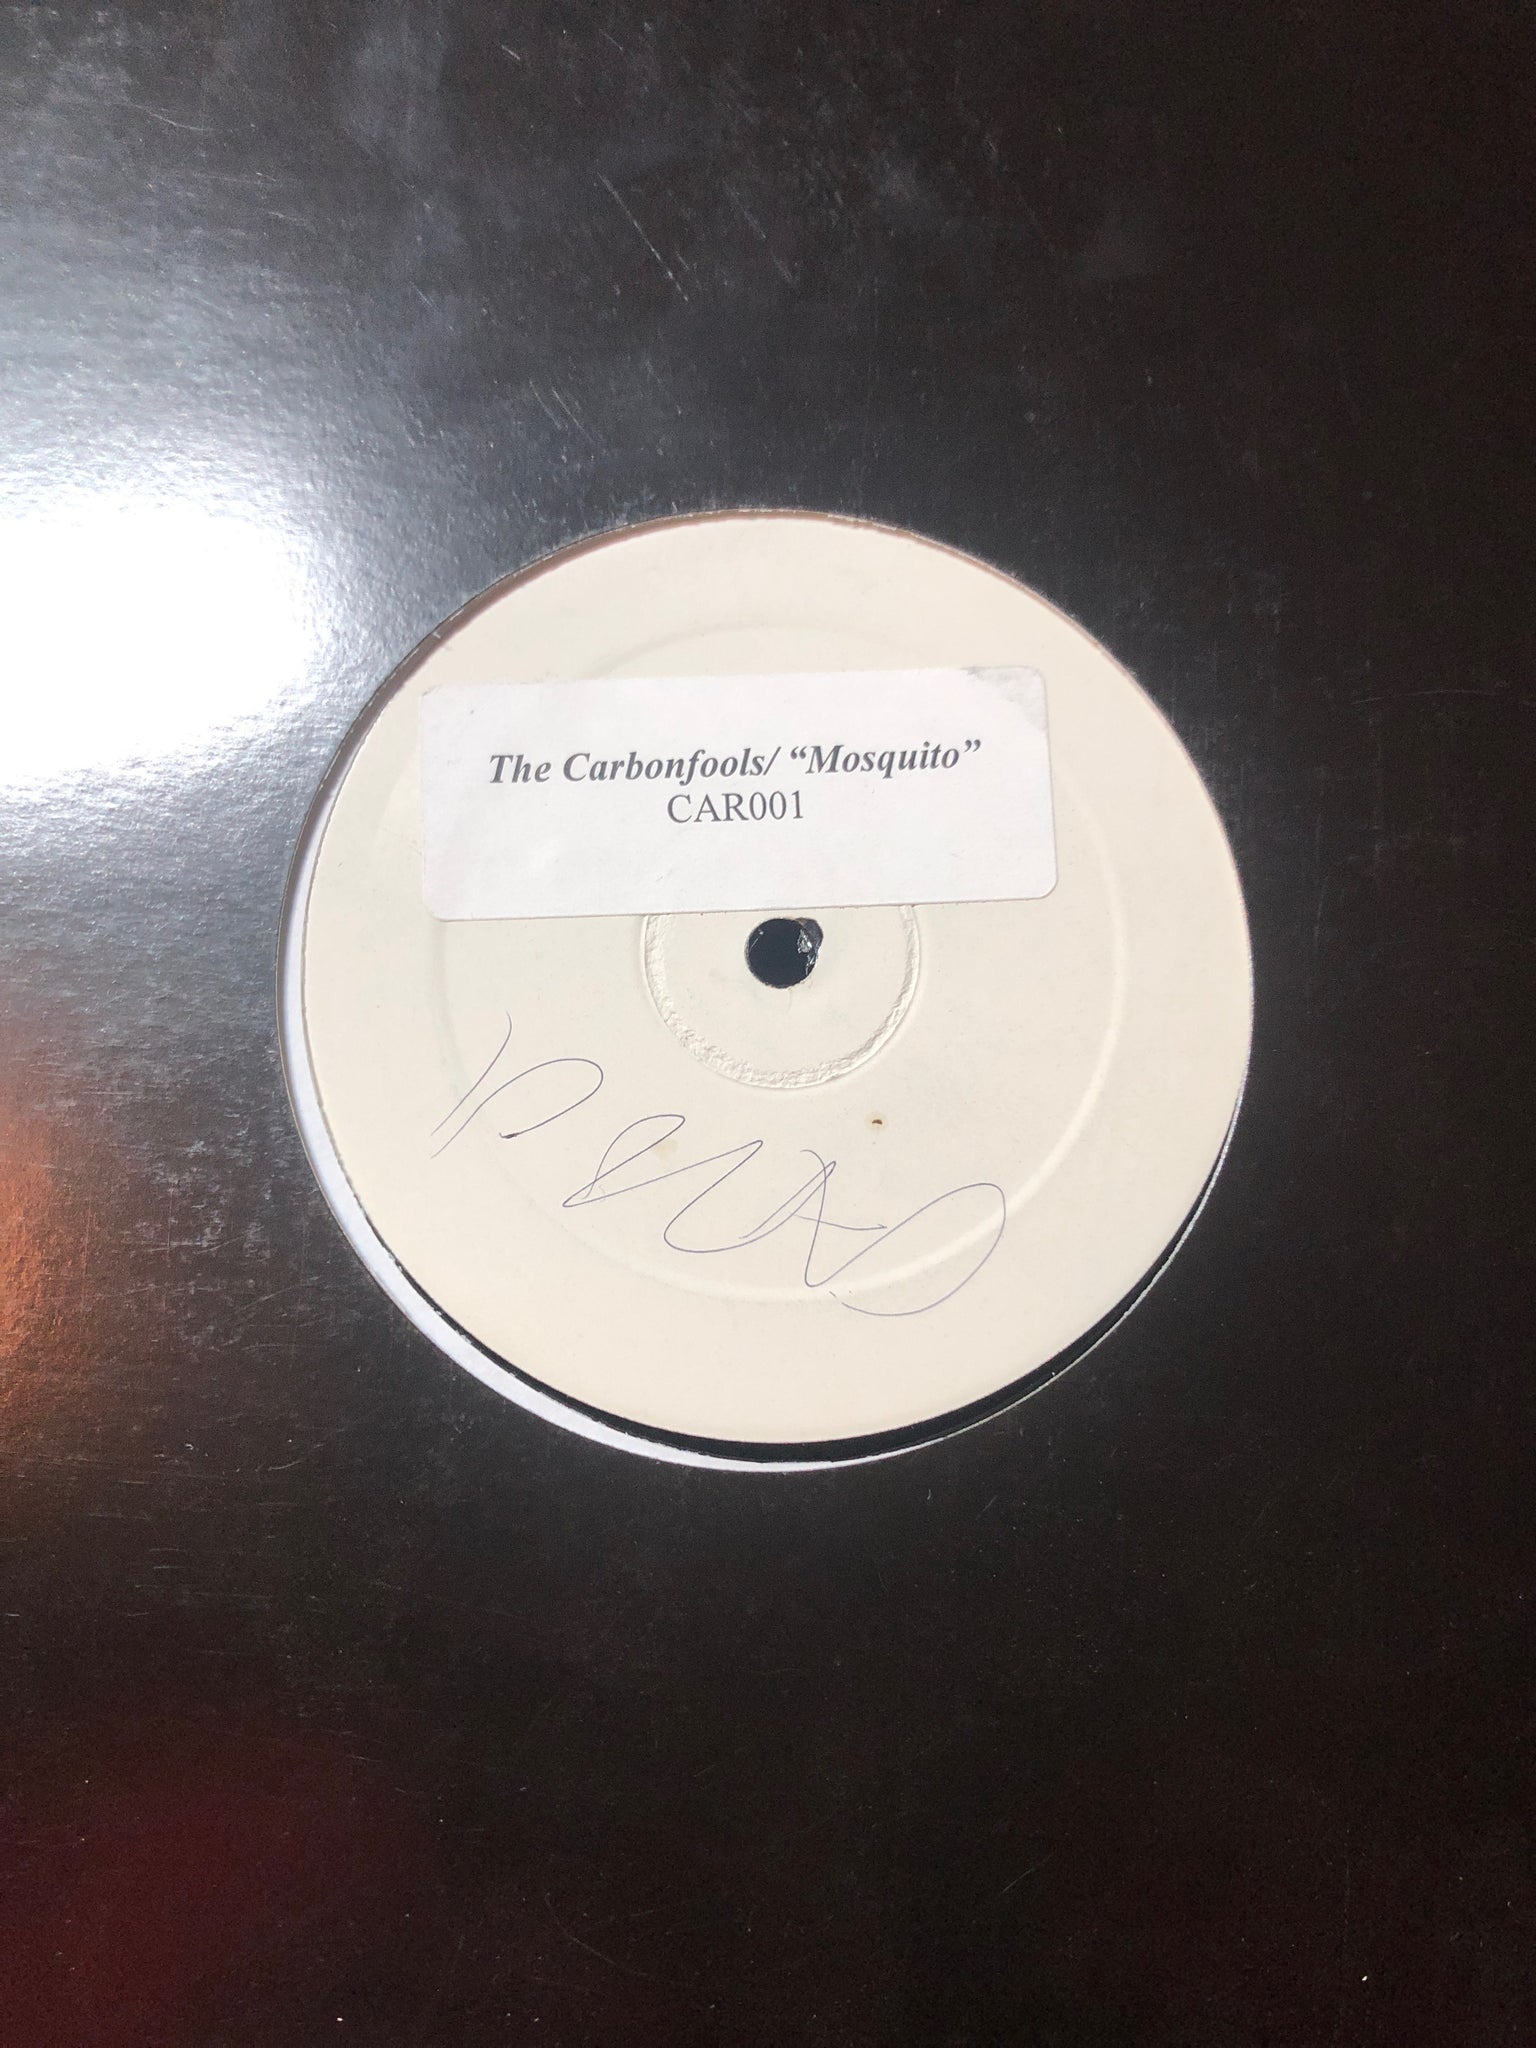 The Carbonfools/ “Mosquito”
CAR001